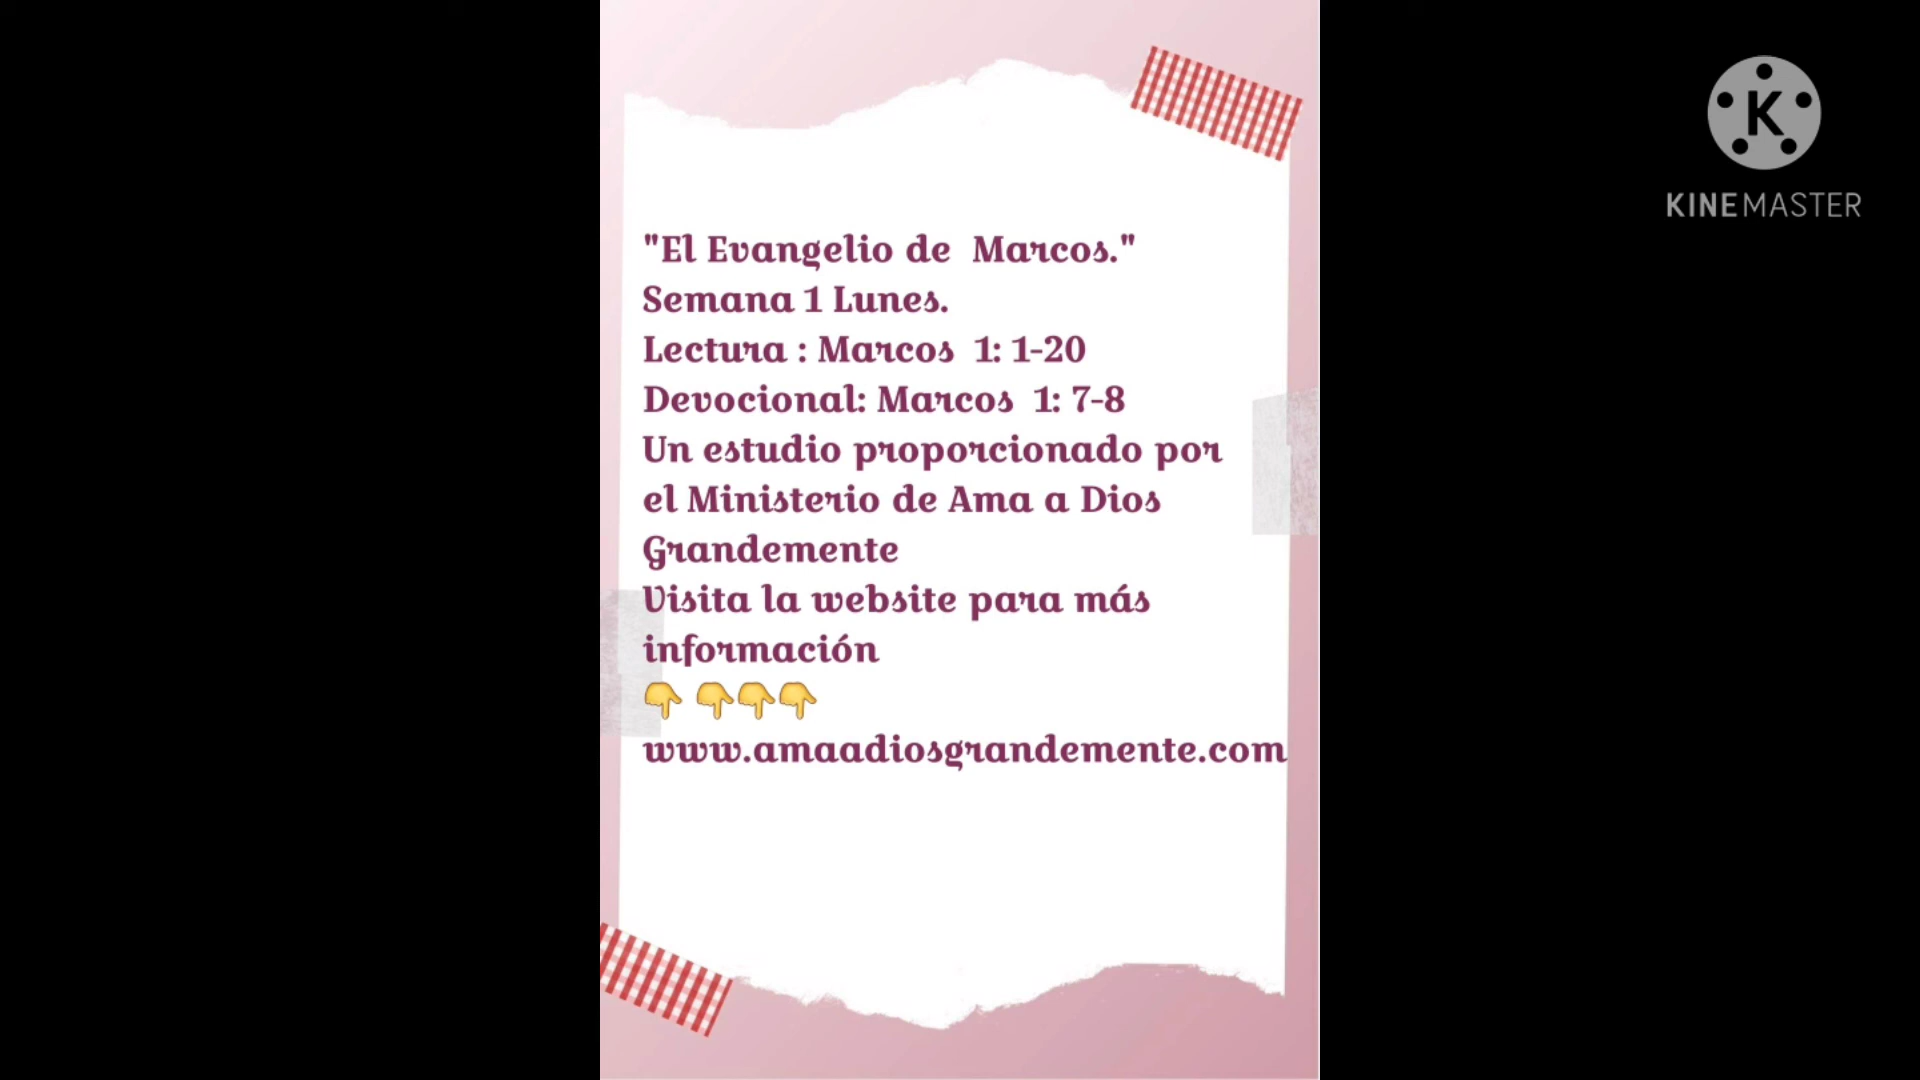 "El Evangelio de  Marcos."
Semana 1 Lunes.
Lectura : Marcos  1: 1-20
Devocional: Marcos  1: 7-8
Un estudio proporcionado por
el Ministerio de Ama a Dios
Grandemente
Visita la website para más
información
👇 👇👇👇
www.amaadiosgrandemente.com
K
KINEMASTER